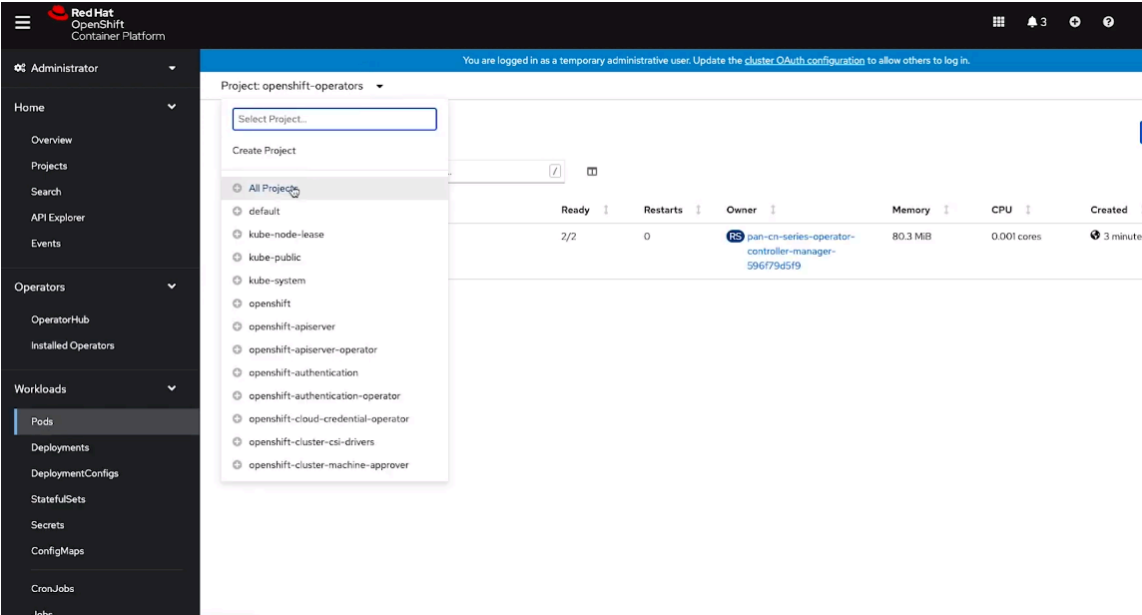 Red Hat
OpenShift
Container Platform
3
Administrator
You are logged in as a temporary administrative user. Update the cluster OAuth configuration to allow others to log in.
Project: openshift-operators
Home
Overview
Projects
Search
API Explorer
Events
Operators
OperatorHub
Installed Operators
Workloads
Pods
Deployments
DeploymentConfigs
StatefulSets
Secrets
ConfigMaps
CronJobs
Jobs
Select Project...
Create Project
All Projects
default
kube-node-lease
kube-public
kube-system
openshift
openshift-apiserver
openshift-apiserver-operator
openshift-authentication
openshift-authentication-operator
openshift-cloud-credential-operator
openshift-cluster-csi-drivers
openshift-cluster-machine-approver
/
Ready Restarts Owner Memory CPU Created
2/2 0 RS pan-cn-series-operator- 80.3 MiB 0.001 cores 3 minute
controller-manager-
596f79d5f9